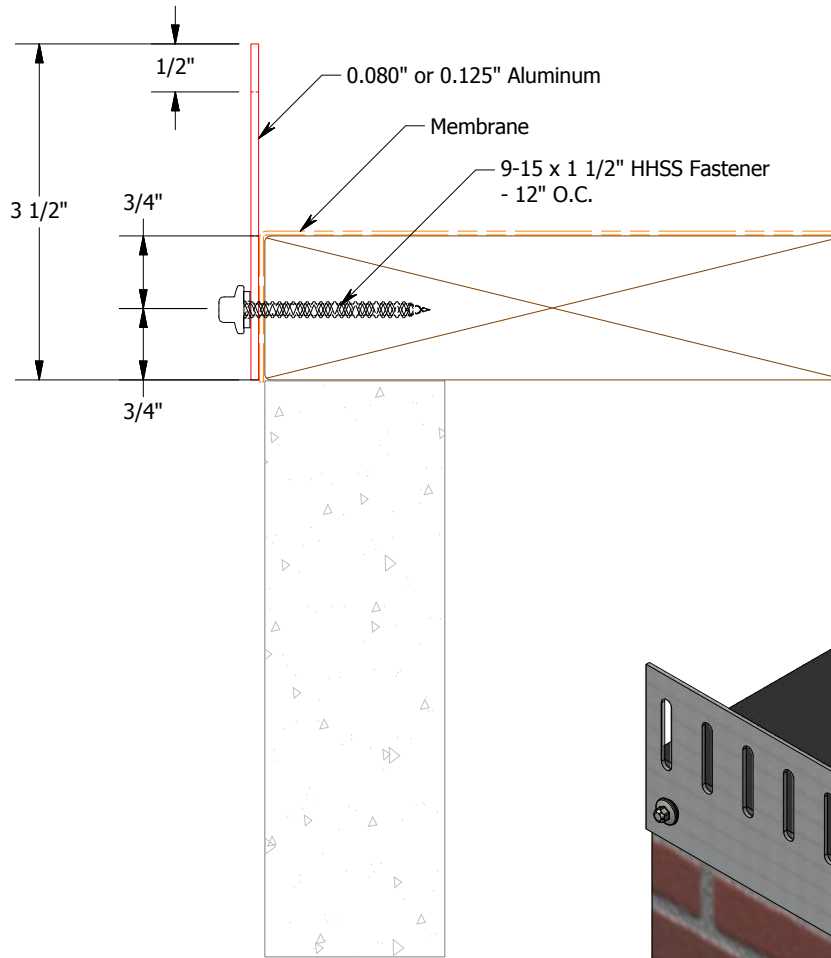 1/2"
0.080" or 0.125" Aluminum
Membrane
9-15 x 1 1/2" HHSS Fastener
- 12" O.C.
3/4"
3 1/2"
3/4"